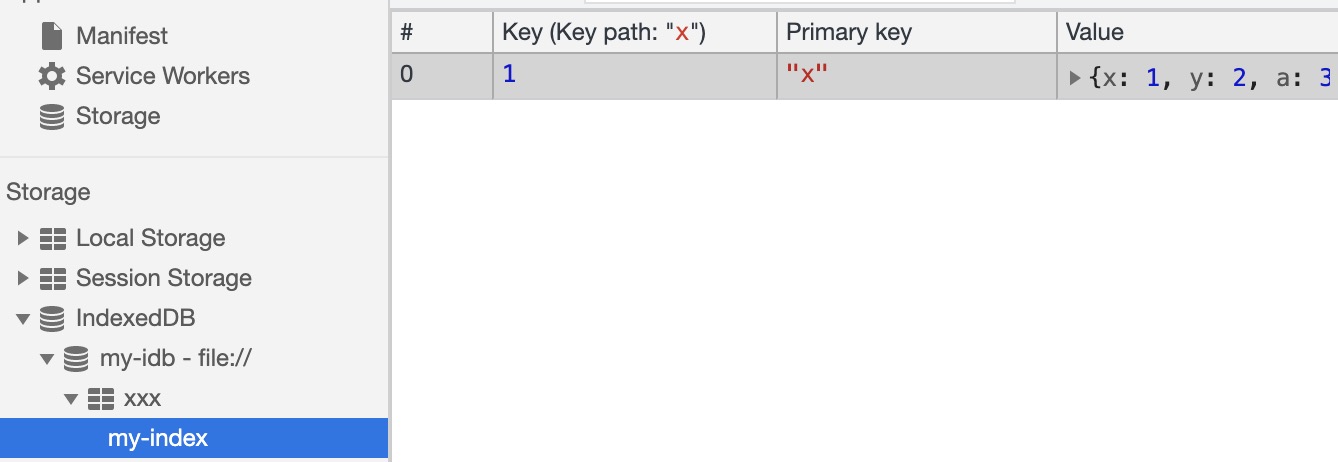 Manifest
Service Workers
Storage
Storage
Local Storage
Session Storage
IndexedDB
my-idb - file://
xxx
my-index
# Key (Key path: "x") Primary key Value
0 1 "x" {x: 1, y: 2, a: 3